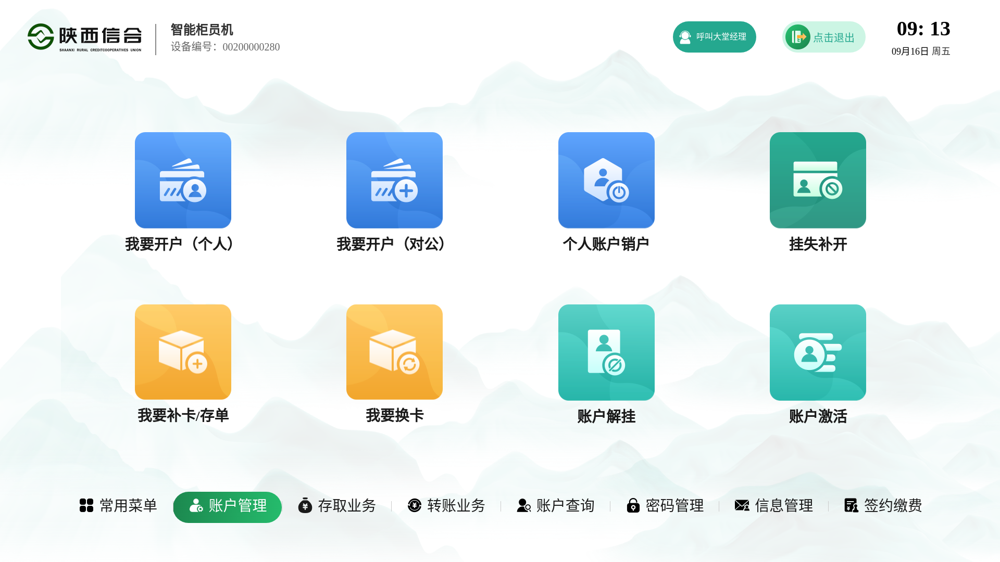 陕西信合
SHAANXI RURAL CREDITCOOPERATIVES UNION
智能柜员机
设备编号：00200000280
呼叫大堂经理
点击退出
09: 13
09月16日 周五
我要开户（个人）
我要开户（对公）
个人账户销户
挂失补开
我要补卡/存单
我要换卡
账户解挂
账户激活
常用菜单
账户管理
存取业务
转账业务
账户查询
密码管理
信息管理
签约缴费